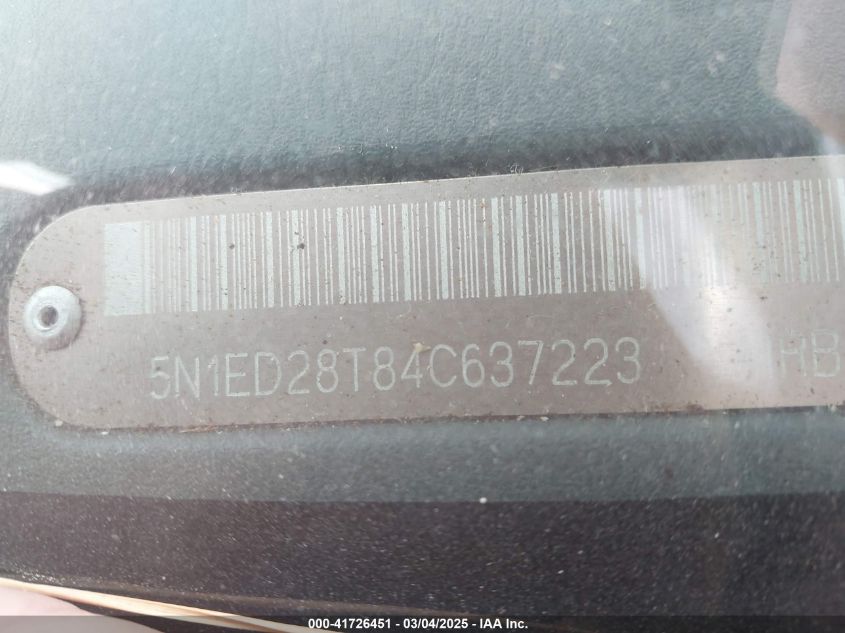 5N1ED28T84C637223 HB
000-41726451 — 03/04/2025 — IAA Inc.